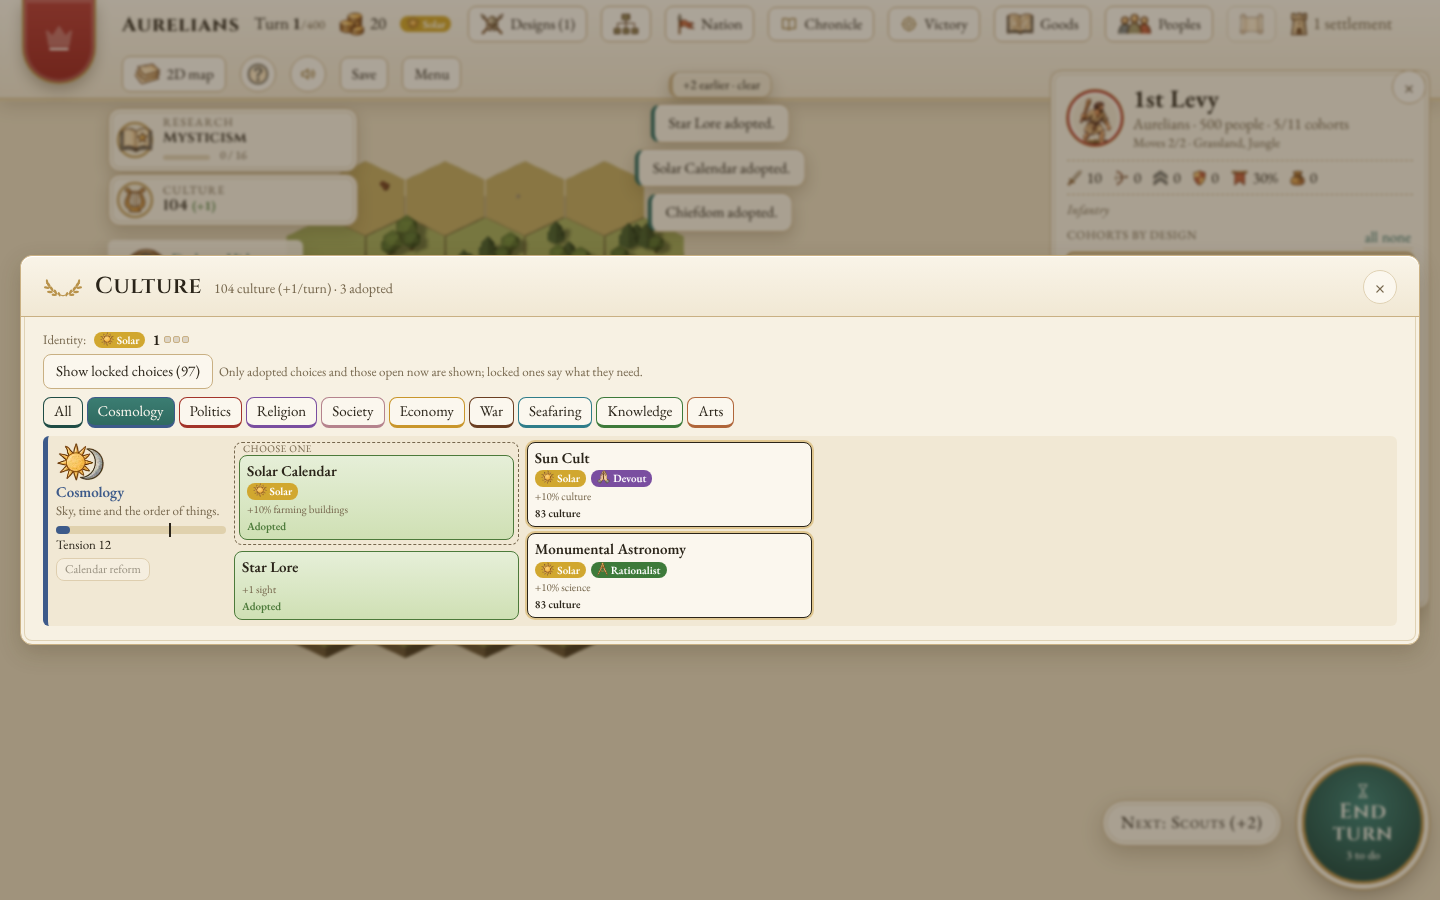 AURELIANS
Turn 1/400
20
Solar
Designs (1)
Nation
Chronicle
Victory
Goods
Peoples
1 settlement
2D map
Save
Menu
+2 earlier · clear
Star Lore adopted.
Solar Calendar adopted.
Chiefdom adopted.
RESEARCH
MYSTICISM
CULTURE
104 (+1)
1st Levy
Aurelians · 500 people · 5/11 cohorts
Moves 2/2 · Grassland, Jungle
10 0 0 0 30% 0
Infantry
COHORTS BY DESIGN
all none
CULTURE
104 culture (+1/turn) · 3 adopted
×
Identity: Solar 1
Show locked choices (97)
Only adopted choices and those open now are shown; locked ones say what they need.
All
Cosmology
Politics
Religion
Society
Economy
War
Seafaring
Knowledge
Arts
Cosmology
Sky, time and the order of things.
Tension 12
Calendar reform
CHOOSE ONE
Solar Calendar
Solar
+10% farming buildings
Adopted
Star Lore
+1 sight
Adopted
Sun Cult
Solar Devout
+10% culture
83 culture
Monumental Astronomy
Solar Rationalist
+10% science
83 culture
NEXT: SCOUTS (+2)
END
TURN
3 to do